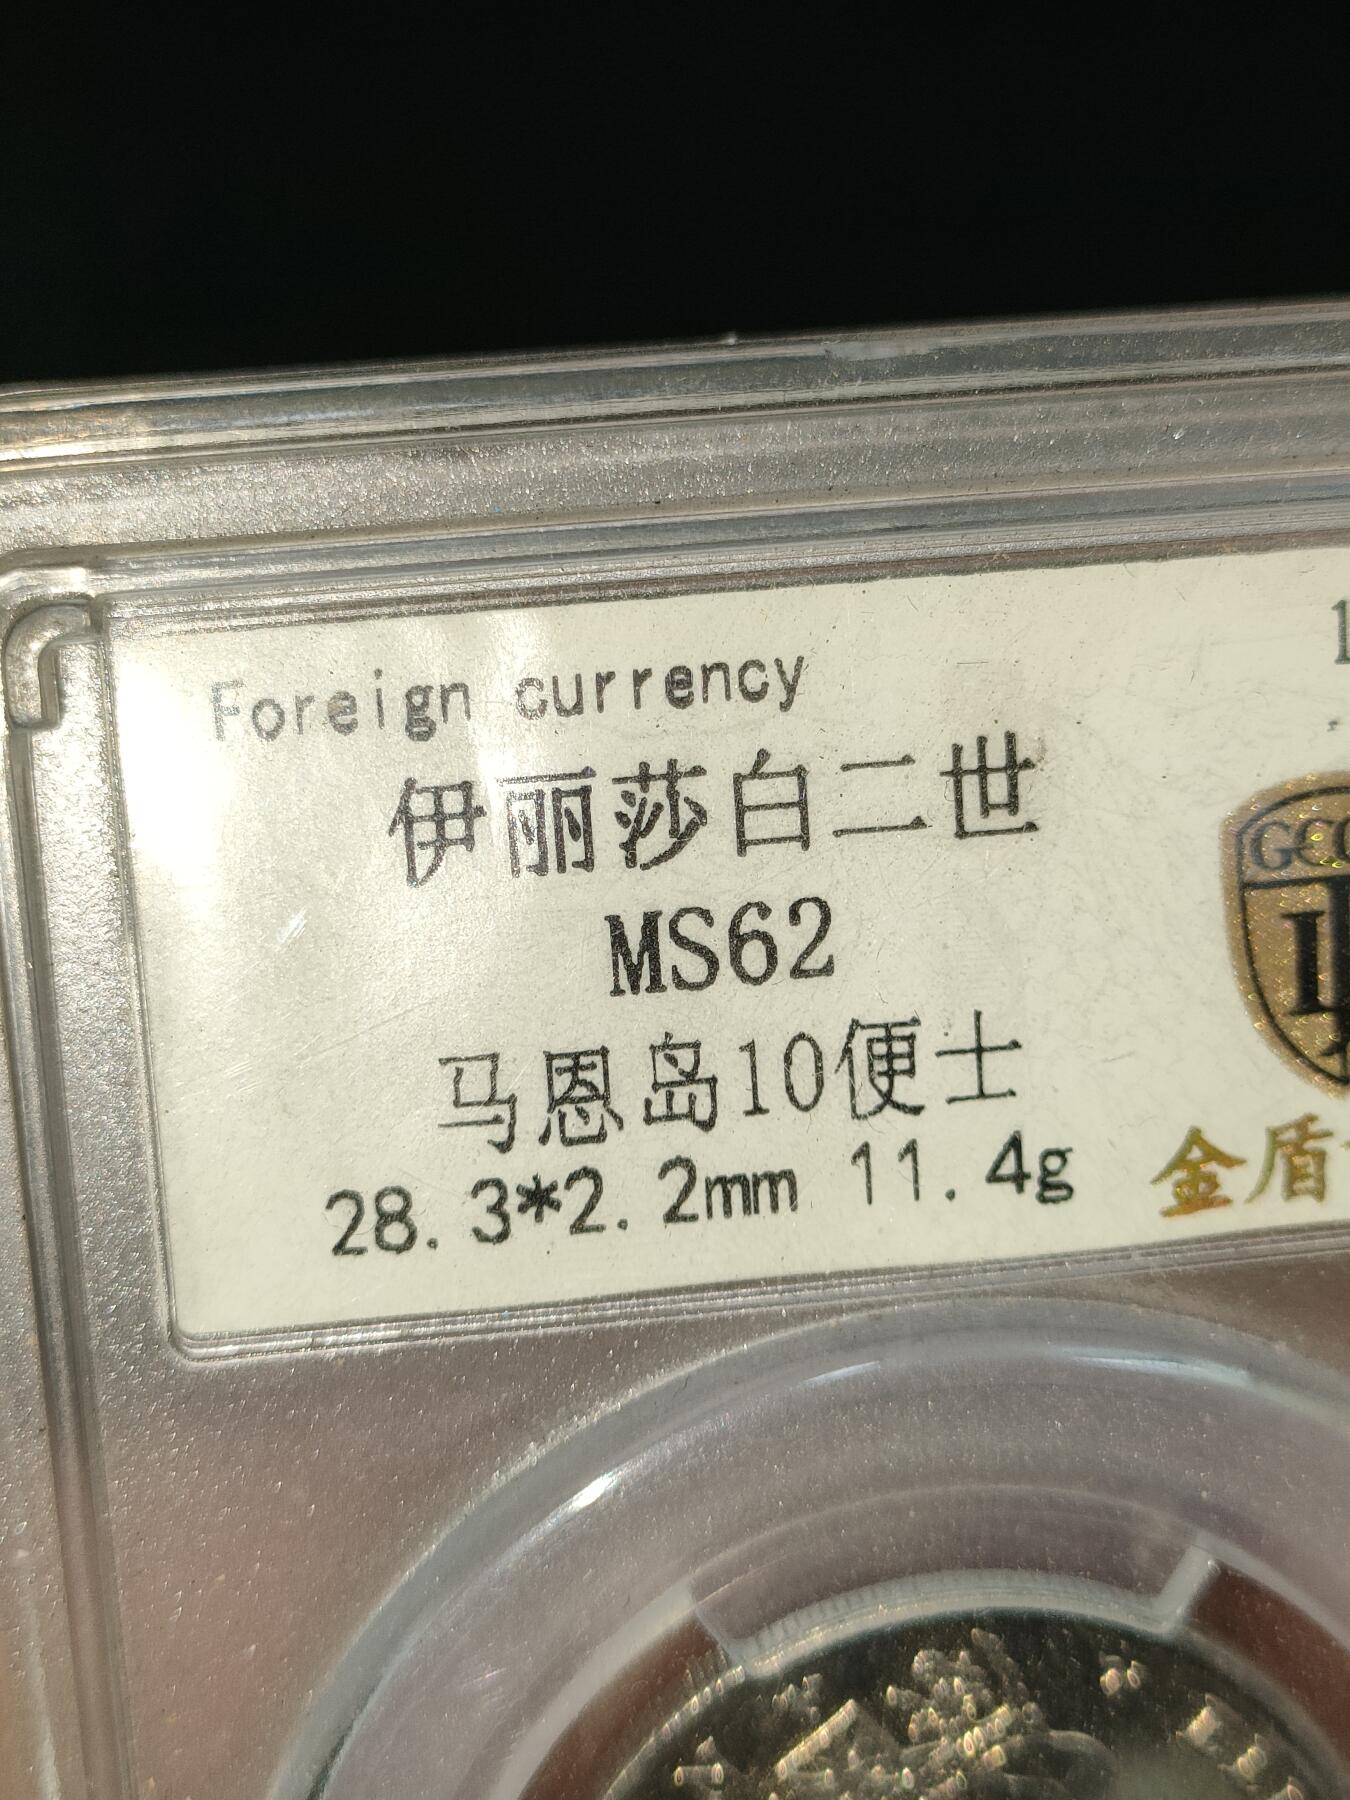 Foreign currency
伊丽莎白二世
MS62
马恩岛10便士
28.3*2.2mm 11.4g
GCC
金盾